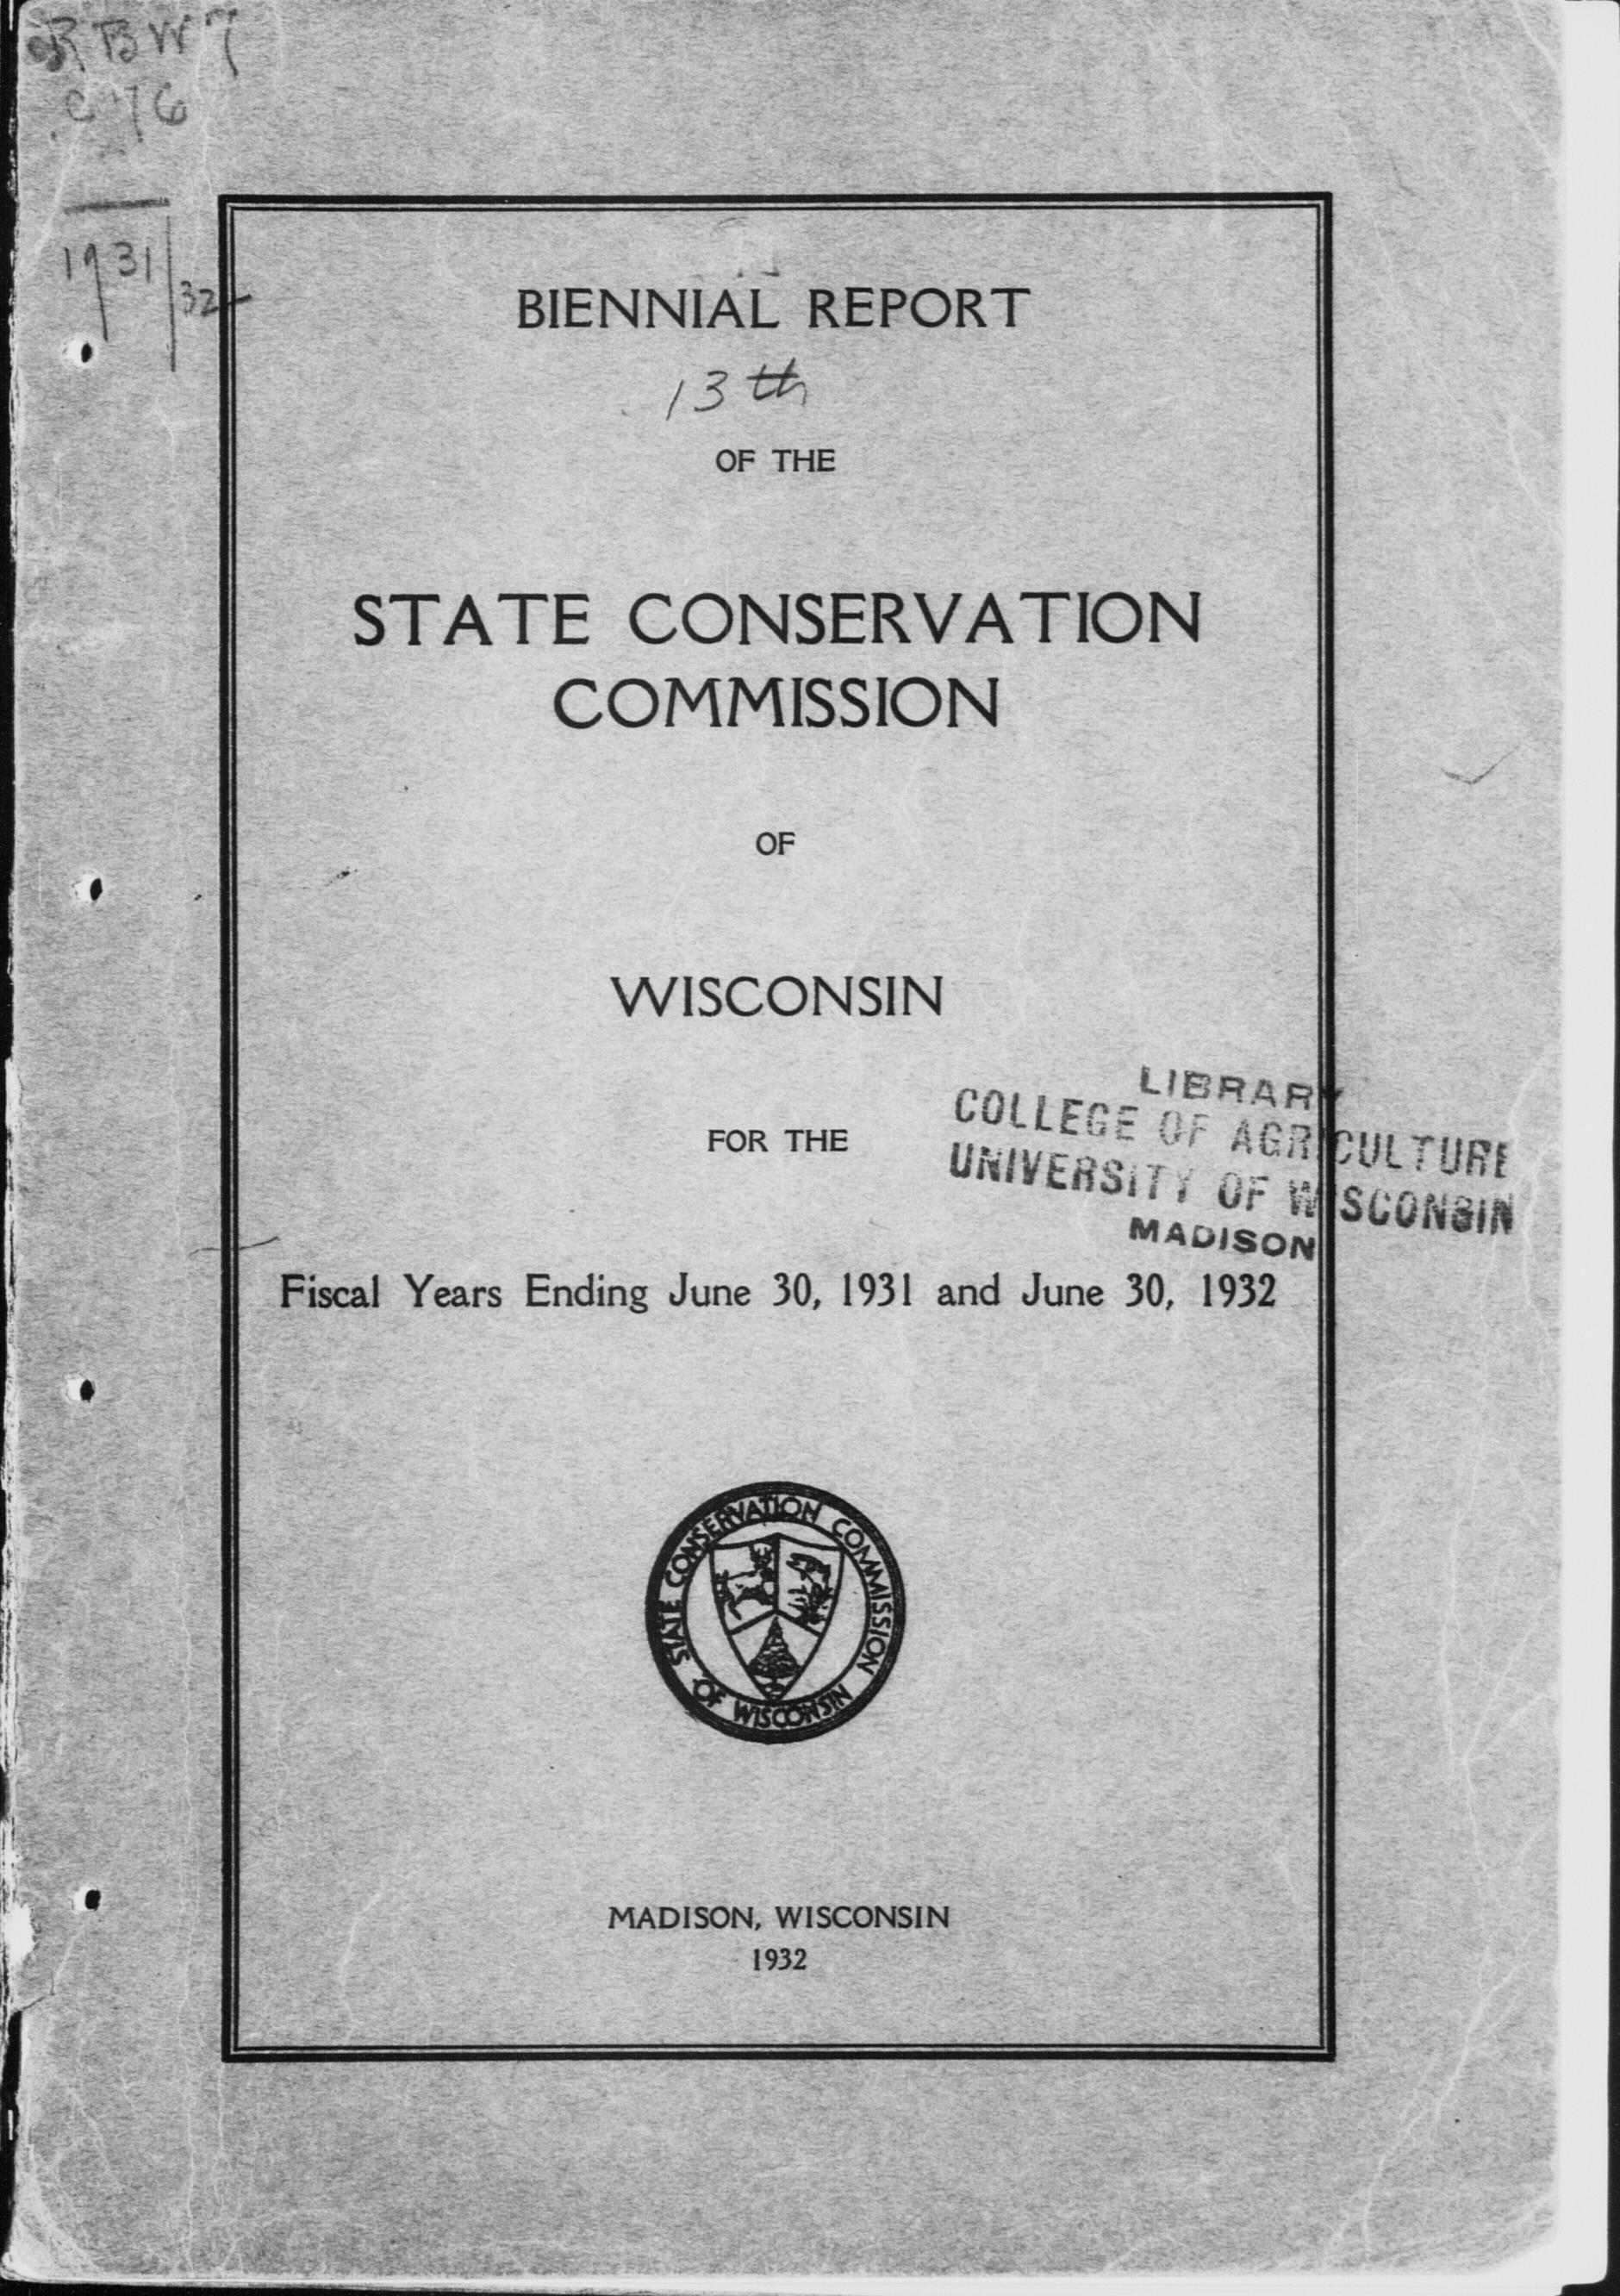 RBW7
.C76
1931/32
BIENNIAL REPORT
13th
OF THE
STATE CONSERVATION
COMMISSION
OF
WISCONSIN
FOR THE
LIBRARY
COLLEGE OF AGRICULTURE
UNIVERSITY OF WISCONSIN
MADISON
Fiscal Years Ending June 30, 1931 and June 30, 1932
STATE CONSERVATION COMMISSION
OF WISCONSIN
MADISON, WISCONSIN
1932